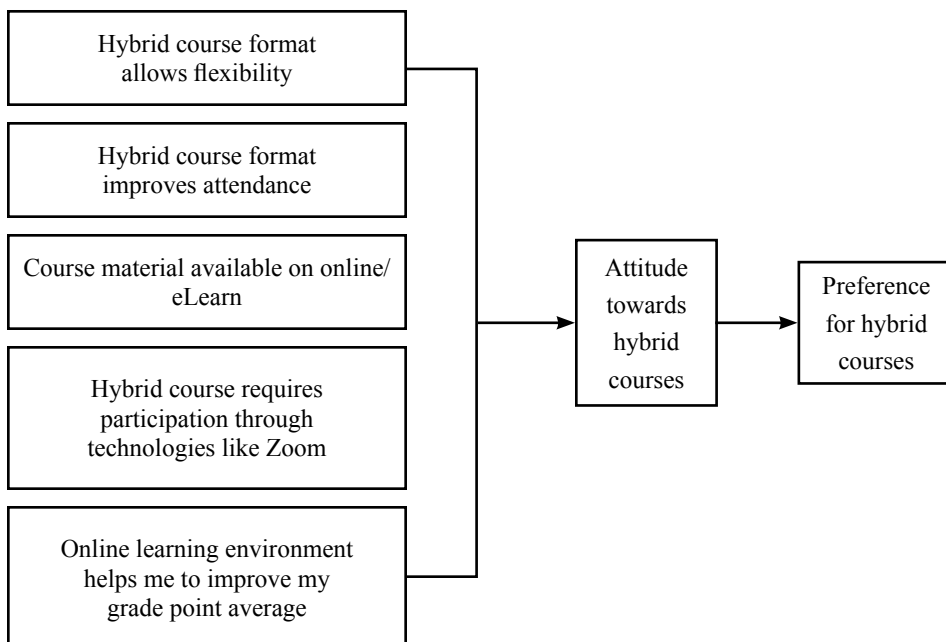 Hybrid course format
allows flexibility
Hybrid course format
improves attendance
Course material available on online/
eLearn
Hybrid course requires
participation through
technologies like Zoom
Online learning environment
helps me to improve my
grade point average
Attitude
towards
hybrid
courses
Preference
for hybrid
courses